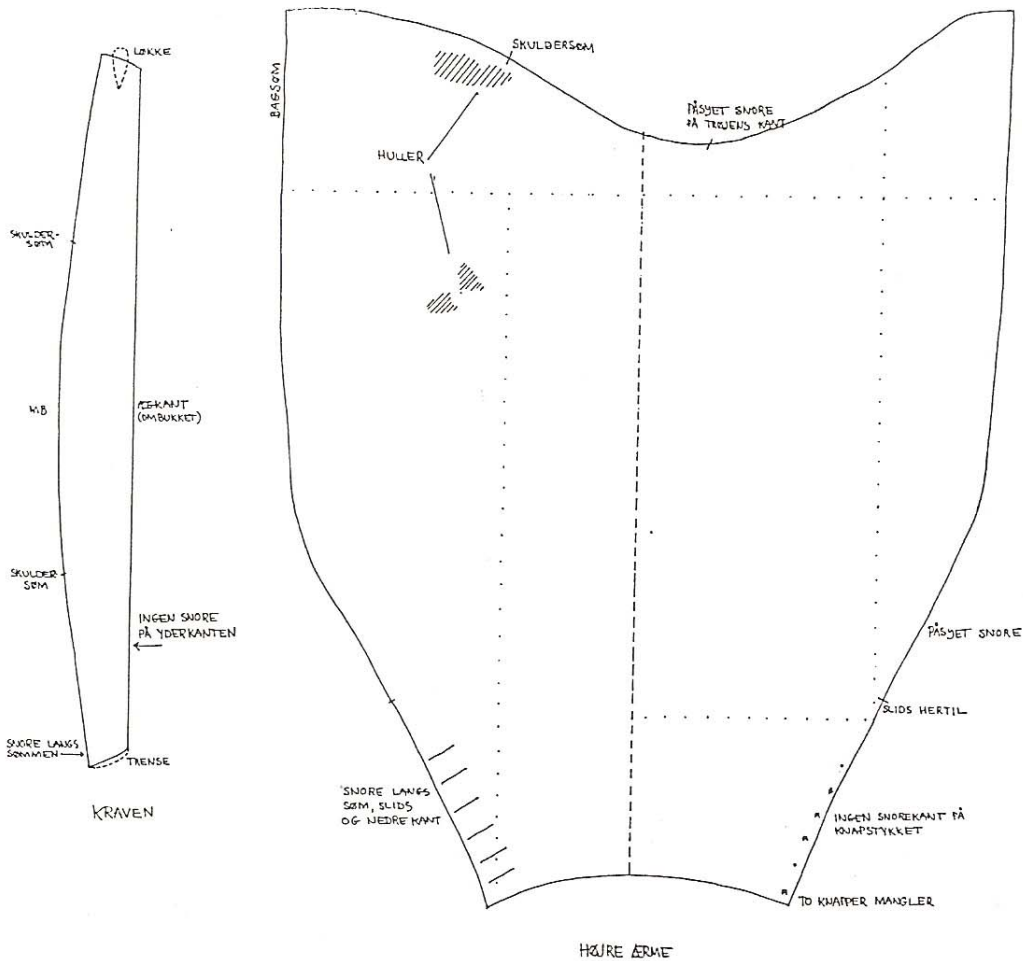 LØKKE
SKULDER-
SØM
MB
ÆGKANT
(OMBUKKET)
SKULDER
SØM
INGEN SNORE
PÅ YDERKANTEN
SNORE LANGS
SØMMEN
TRENSE
KRAVEN
BAGSØM
SKULDERSØM
HULLER
PÅSYET SNORE
PÅ TRØJENS KANT
PÅSYET SNORE
SLIDS HERTIL
SNORE LANGS
SØM, SLIDS
OG NEDRE KANT
INGEN SNOREKANT PÅ
KNAPSTYKKET
TO KNAPPER MANGLER
HØJRE ÆRME